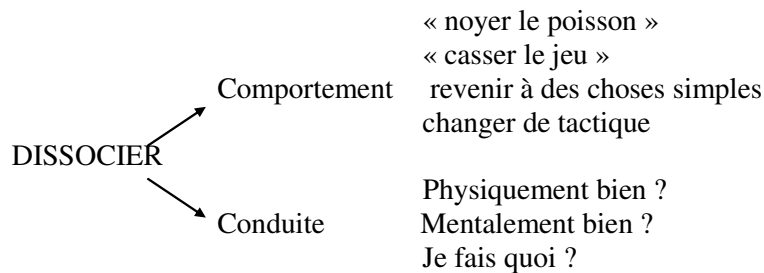 « noyer le poisson »
« casser le jeu »
Comportement revenir à des choses simples
changer de tactique
DISSOCIER
Physiquement bien ?
Conduite Mentalement bien ?
Je fais quoi ?